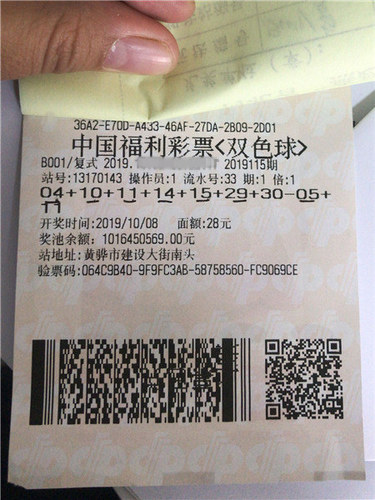 36A2-E70D-A433-46AF-27DA-2B09-2D01
中国福利彩票<双色球>
B001/复式 2019. 2019115期
站号:13170143 操作员:1 流水号:33 期:1 倍:1
04+10+11+14+15+29+30-05+
11
开奖时间:2019/10/08 面额:28元
奖池余额: 1016450569.00元
站地址:黄骅市建设大街南头
验票码:064C9B40-9F9FC3AB-58758560-FC9069CE